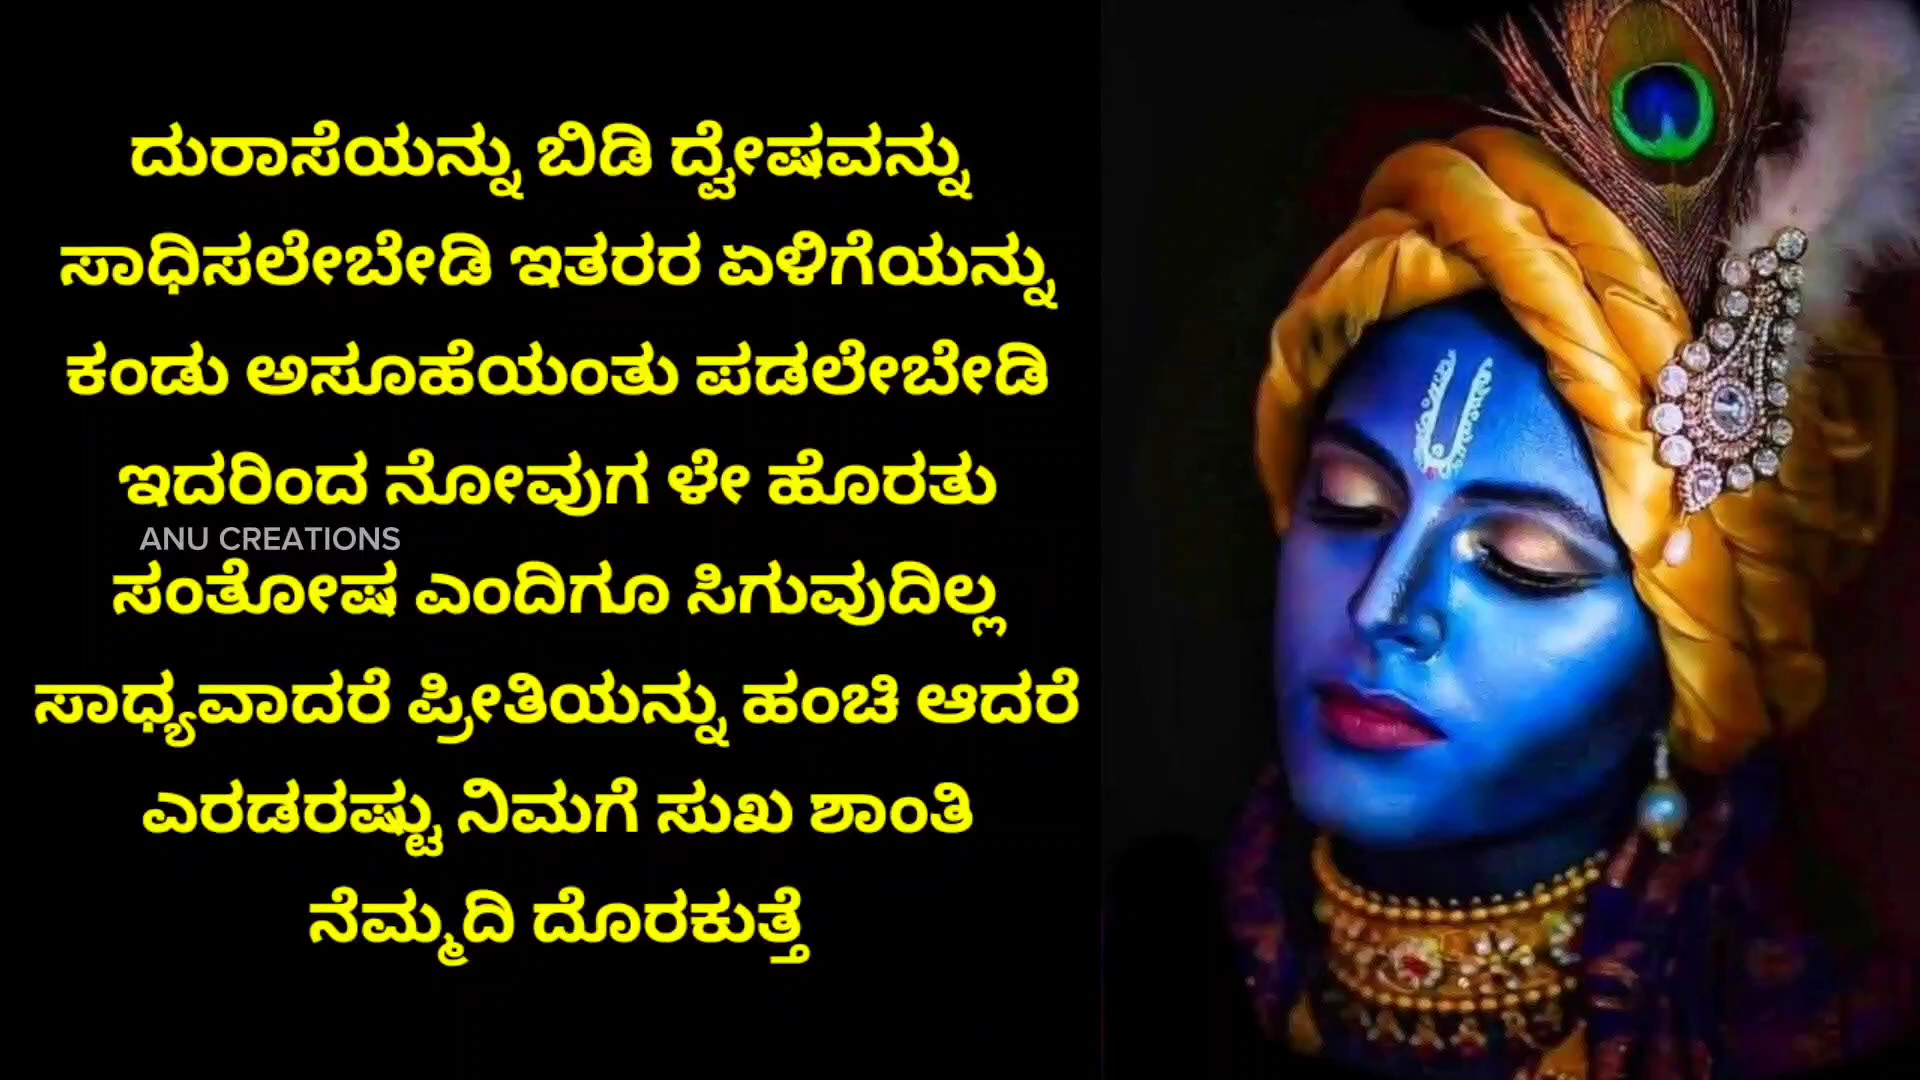 ದುರಾಸೆಯನ್ನು ಬಿಡಿ ದ್ವೇಷವನ್ನು
ಸಾಧಿಸಲೇಬೇಡಿ ಇತರರ ಏಳಿಗೆಯನ್ನು
ಕಂಡು ಅಸೂಹೆಯಂತು ಪಡಲೇಬೇಡಿ
ಇದರಿಂದ ನೋವುಗ ಳೇ ಹೊರತು
ANU CREATIONS
ಸಂತೋಷ ಎಂದಿಗೂ ಸಿಗುವುದಿಲ್ಲ
ಸಾಧ್ಯವಾದರೆ ಪ್ರೀತಿಯನ್ನು ಹಂಚಿ ಆದರೆ
ಎರಡರಷ್ಟು ನಿಮಗೆ ಸುಖ ಶಾಂತಿ
ನೆಮ್ಮದಿ ದೊರಕುತ್ತೆ